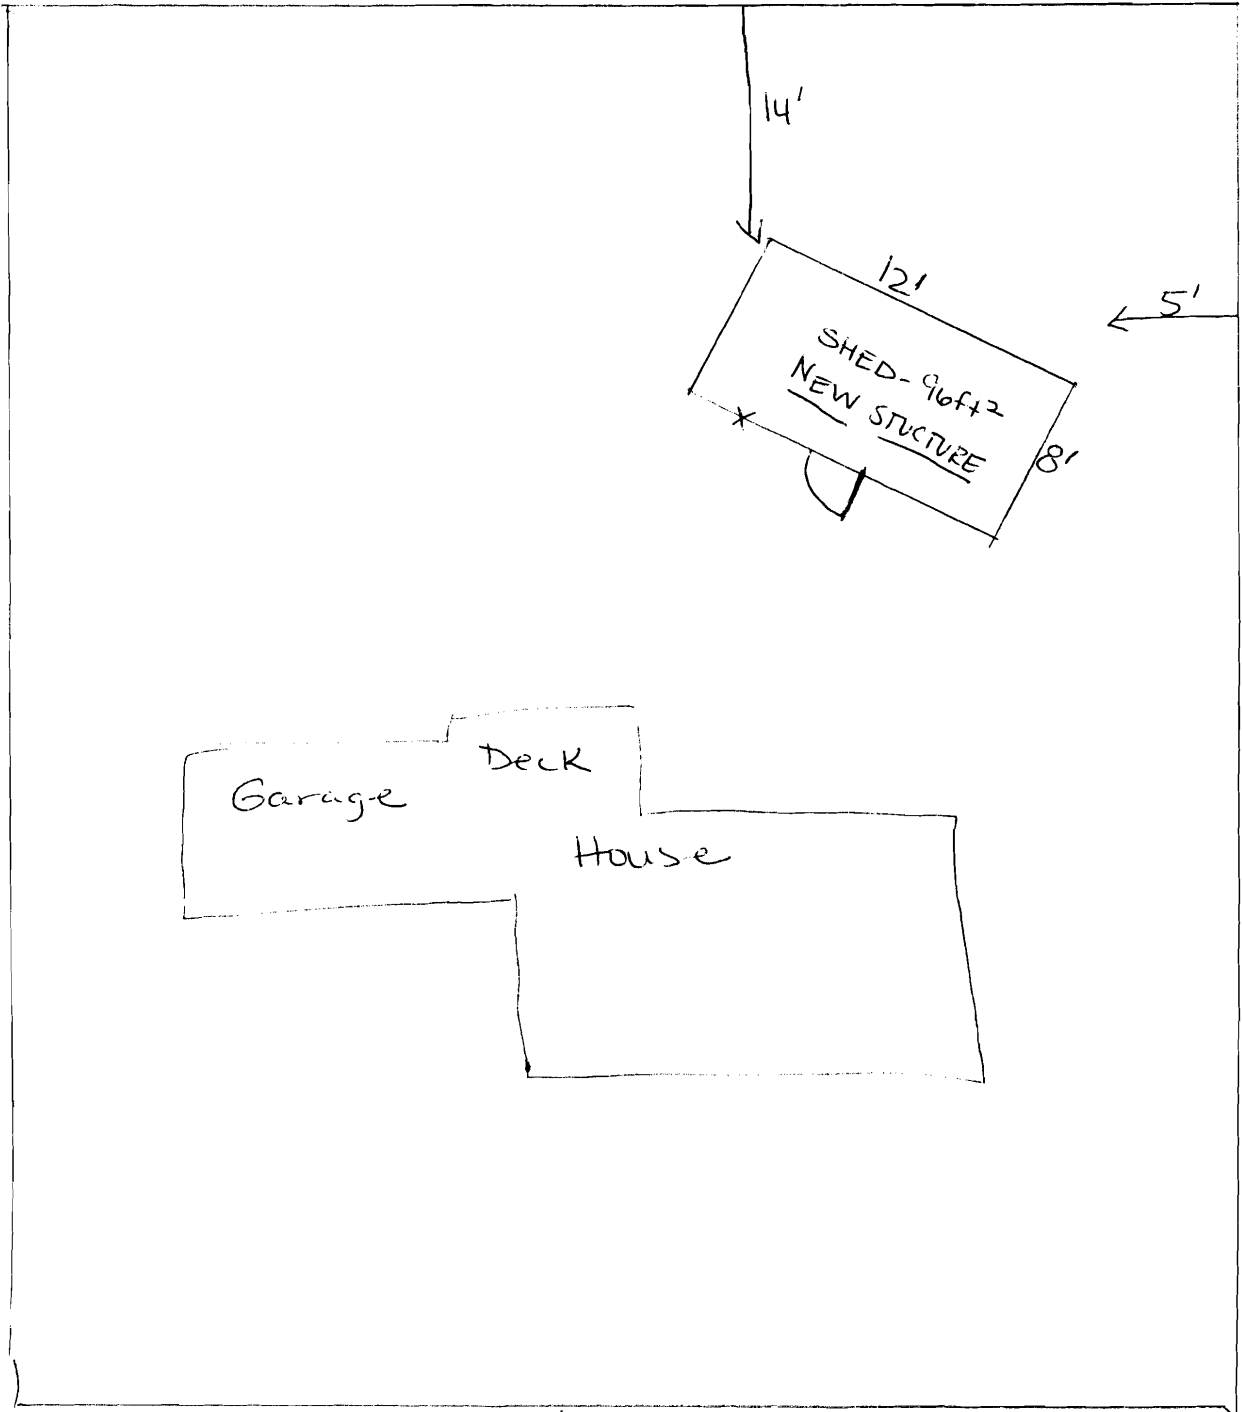 14'
12'
5'
SHED - 96ft²
NEW STUCTURE
8'
Deck
Garage
House